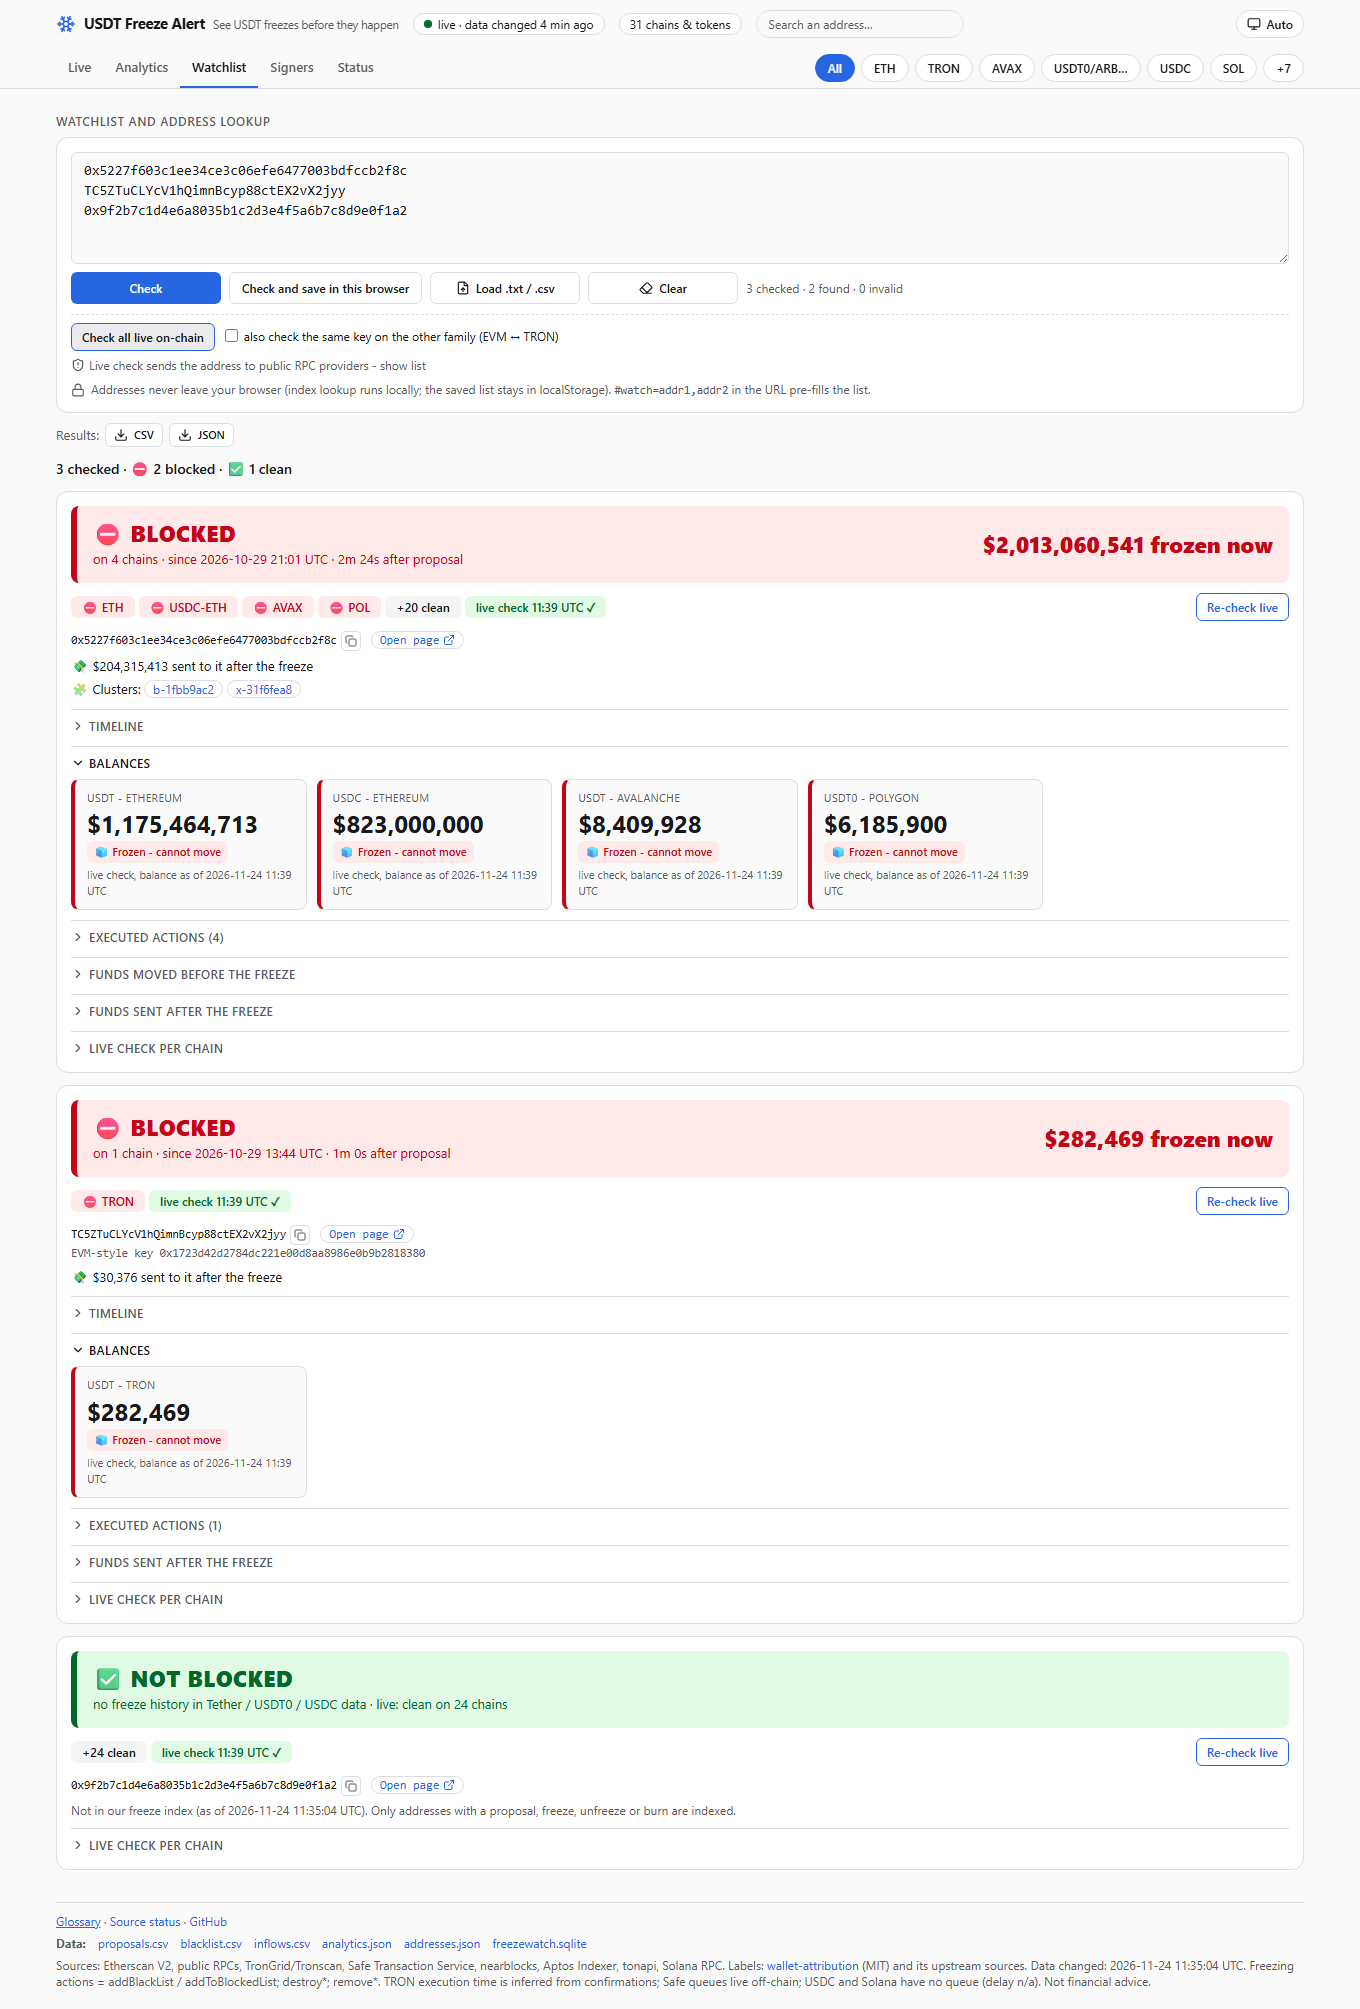 USDT Freeze Alert See USDT freezes before they happen live · data changed 4 min ago 31 chains & tokens Search an address... Auto
Live Analytics Watchlist Signers Status All ETH TRON AVAX USDT0/ARB... USDC SOL +7
WATCHLIST AND ADDRESS LOOKUP
0x5227f603c1ee34ce3c06efe6477003bdfccb2f8c
TC5ZTuCLYcV1hQimnBcyp88ctEX2vX2jyy
0x9f2b7c1d4e6a8035b1c2d3e4f5a6b7c8d9e0f1a2
Check Check and save in this browser Load .txt / .csv Clear 3 checked · 2 found · 0 invalid
Check all live on-chain also check the same key on the other family (EVM ↔ TRON)
Live check sends the address to public RPC providers - show list
Addresses never leave your browser (index lookup runs locally; the saved list stays in localStorage). #watch=addr1,addr2 in the URL pre-fills the list.
Results: CSV JSON
3 checked · ⛔ 2 blocked · ✅ 1 clean
⛔ BLOCKED
on 4 chains · since 2026-10-29 21:01 UTC · 2m 24s after proposal
$2,013,060,541 frozen now
⛔ ETH ⛔ USDC-ETH ⛔ AVAX ⛔ POL +20 clean live check 11:39 UTC ✓ Re-check live
0x5227f603c1ee34ce3c06efe6477003bdfccb2f8c Open page
$204,315,413 sent to it after the freeze
Clusters: b-1fbb9ac2 x-31f6fea8
TIMELINE
BALANCES
USDT - ETHEREUM
$1,175,464,713
Frozen - cannot move
live check, balance as of 2026-11-24 11:39
UTC
USDC - ETHEREUM
$823,000,000
Frozen - cannot move
live check, balance as of 2026-11-24 11:39
UTC
USDT - AVALANCHE
$8,409,928
Frozen - cannot move
live check, balance as of 2026-11-24 11:39
UTC
USDT0 - POLYGON
$6,185,900
Frozen - cannot move
live check, balance as of 2026-11-24 11:39
UTC
EXECUTED ACTIONS (4)
FUNDS MOVED BEFORE THE FREEZE
FUNDS SENT AFTER THE FREEZE
LIVE CHECK PER CHAIN
⛔ BLOCKED
on 1 chain · since 2026-10-29 13:44 UTC · 1m 0s after proposal
$282,469 frozen now
⛔ TRON live check 11:39 UTC ✓ Re-check live
TC5ZTuCLYcV1hQimnBcyp88ctEX2vX2jyy Open page
EVM-style key 0x1723d42d2784dc221e00d8aa8986e0b9b2818380
$30,376 sent to it after the freeze
TIMELINE
BALANCES
USDT - TRON
$282,469
Frozen - cannot move
live check, balance as of 2026-11-24 11:39
UTC
EXECUTED ACTIONS (1)
FUNDS SENT AFTER THE FREEZE
LIVE CHECK PER CHAIN
✅ NOT BLOCKED
no freeze history in Tether / USDT0 / USDC data · live: clean on 24 chains
+24 clean live check 11:39 UTC ✓ Re-check live
0x9f2b7c1d4e6a8035b1c2d3e4f5a6b7c8d9e0f1a2 Open page
Not in our freeze index (as of 2026-11-24 11:35:04 UTC). Only addresses with a proposal, freeze, unfreeze or burn are indexed.
LIVE CHECK PER CHAIN
Glossary · Source status · GitHub
Data: proposals.csv blacklist.csv inflows.csv analytics.json addresses.json freezewatch.sqlite
Sources: Etherscan V2, public RPCs, TronGrid/Tronscan, Safe Transaction Service, nearblocks, Aptos Indexer, tonapi, Solana RPC. Labels: wallet-attribution (MIT) and its upstream sources. Data changed: 2026-11-24 11:35:04 UTC. Freezing
actions = addBlackList / addToBlockedList; destroy*; remove*. TRON execution time is inferred from confirmations; Safe queues live off-chain; USDC and Solana have no queue (delay n/a). Not financial advice.